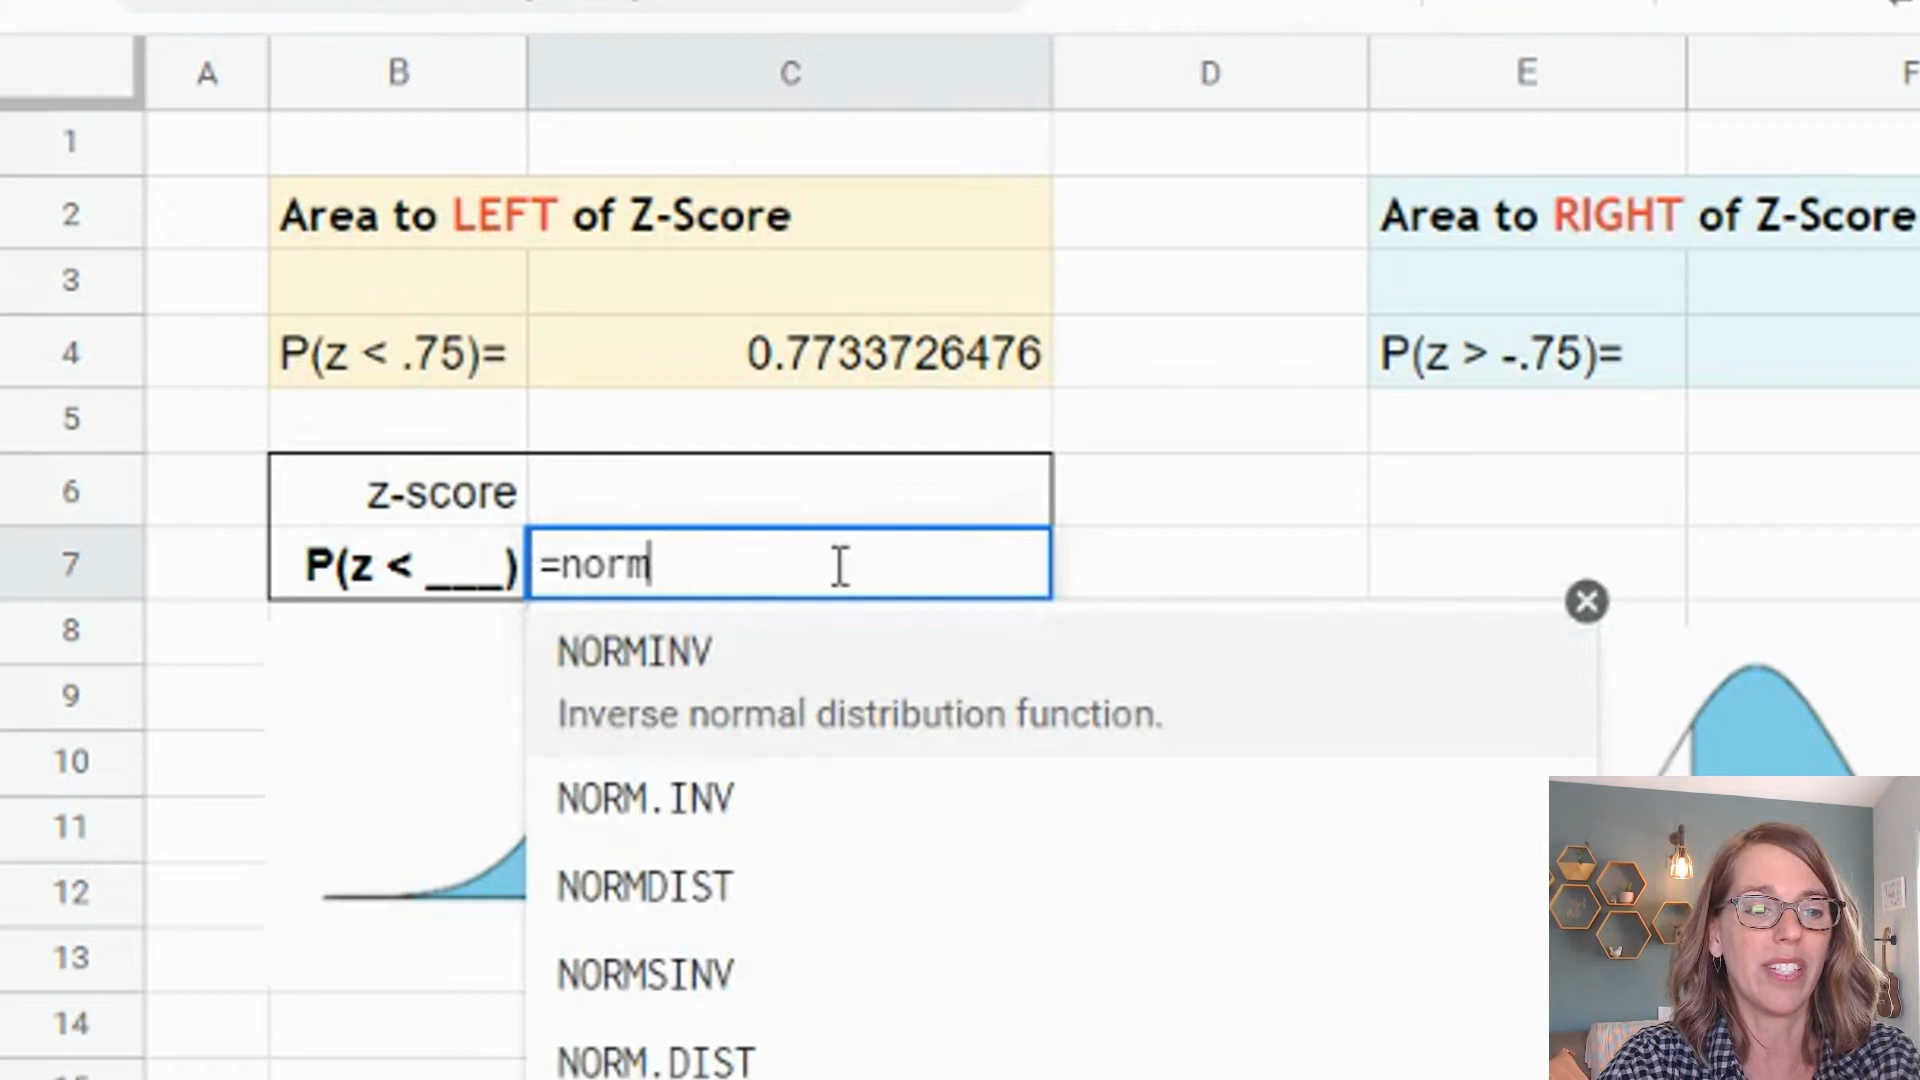 A B C D E F
1
2 Area to LEFT of Z-Score Area to RIGHT of Z-Score
3
4 P(z < .75)= 0.7733726476 P(z > -.75)=
5
6 z-score
7 P(z < ___) =norm
8 NORMINV
9 Inverse normal distribution function.
10 NORM.INV
11
12 NORMDIST
13 NORMSINV
14
NORM.DIST